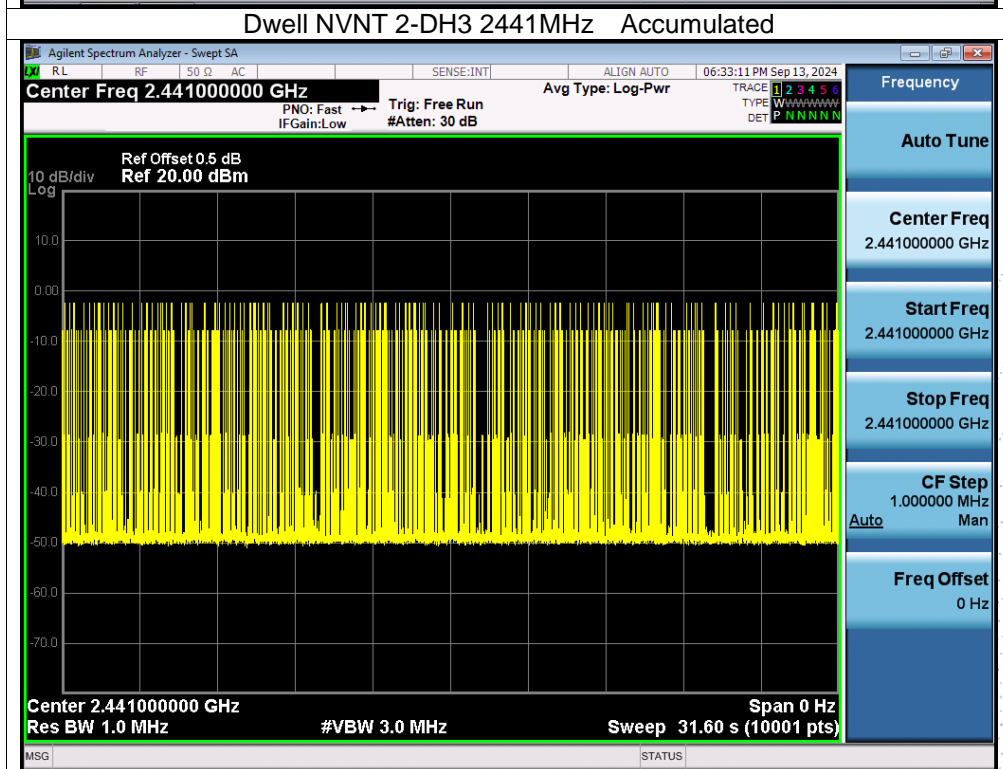 Dwell NVNT 2-DH3 2441MHz Accumulated
Agilent Spectrum Analyzer - Swept SA
LXI RL RF 50 Ω AC SENSE:INT ALIGN AUTO 06:33:11 PM Sep 13, 2024
Center Freq 2.441000000 GHz
PNO: Fast
IFGain:Low
Trig: Free Run
#Atten: 30 dB
Avg Type: Log-Pwr
TRACE 1 2 3 4 5 6
TYPE WWWWWWW
DET P N N N N N
Frequency
Auto Tune
Center Freq
2.441000000 GHz
Start Freq
2.441000000 GHz
Stop Freq
2.441000000 GHz
CF Step
1.000000 MHz
Auto Man
Freq Offset
0 Hz
Ref Offset 0.5 dB
10 dB/div Ref 20.00 dBm
Log
10.0
0.00
-10.0
-20.0
-30.0
-40.0
-50.0
-60.0
-70.0
Center 2.441000000 GHz Span 0 Hz
Res BW 1.0 MHz #VBW 3.0 MHz Sweep 31.60 s (10001 pts)
MSG STATUS